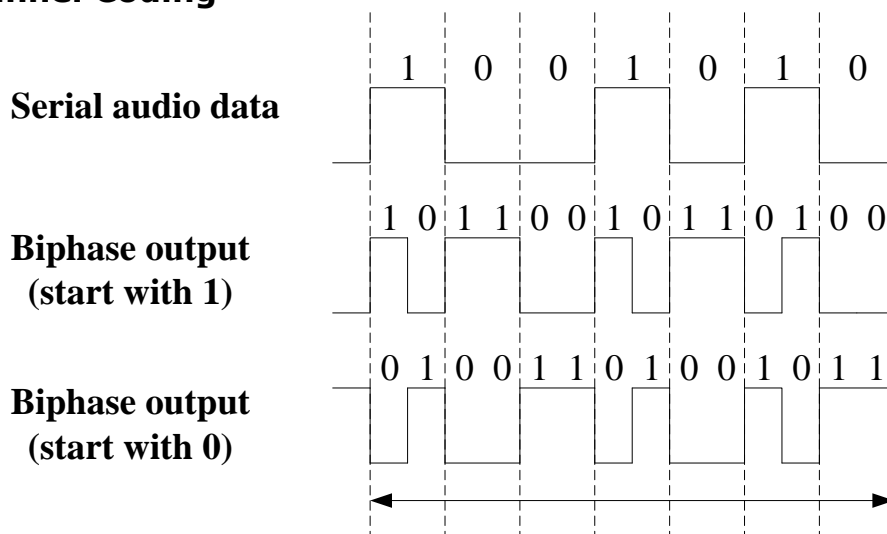 Coding
1 0 0 1 0 1 0
Serial audio data
1 0 1 1 0 0 1 0 1 1 0 1 0 0
Biphase output
(start with 1)
0 1 0 0 1 1 0 1 0 0 1 0 1 1
Biphase output
(start with 0)